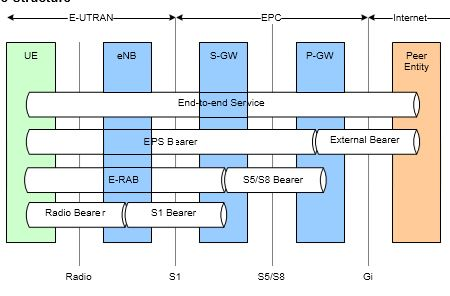 E-UTRAN EPC Internet
UE eNB S-GW P-GW Peer
Entity
End-to-end Service
EPS Bearer External Bearer
E-RAB S5/S8 Bearer
Radio Bearer S1 Bearer
Radio S1 S5/S8 Gi